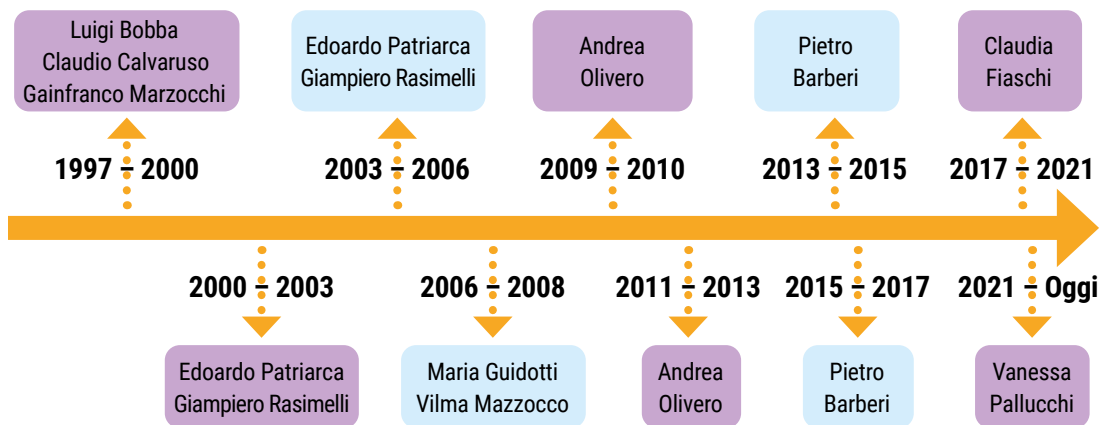 Luigi Bobba
Claudio Calvaruso
Gainfranco Marzocchi
Edoardo Patriarca
Giampiero Rasimelli
Andrea
Olivero
Pietro
Barberi
Claudia
Fiaschi
1997 – 2000
2003 – 2006
2009 – 2010
2013 – 2015
2017 – 2021
2000 – 2003
2006 – 2008
2011 – 2013
2015 – 2017
2021 – Oggi
Edoardo Patriarca
Giampiero Rasimelli
Maria Guidotti
Vilma Mazzocco
Andrea
Olivero
Pietro
Barberi
Vanessa
Pallucchi